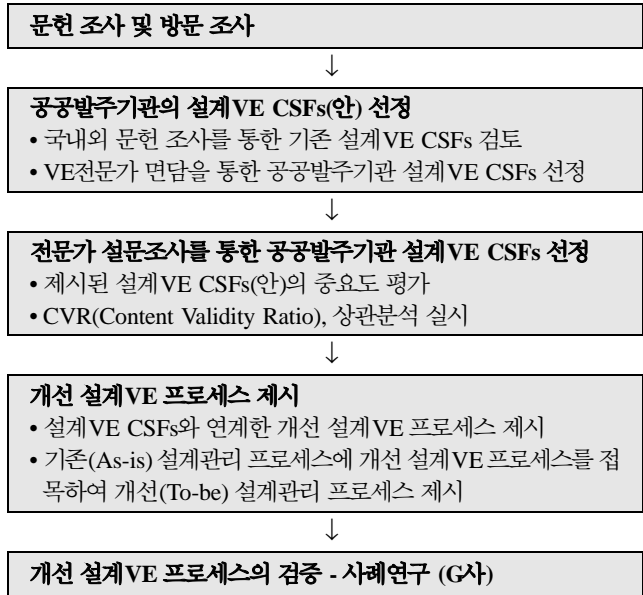 문헌 조사 및 방문 조사
↓
공공발주기관의 설계VE CSFs(안) 선정
• 국내외 문헌 조사를 통한 기존 설계VE CSFs 검토
• VE전문가 면담을 통한 공공발주기관 설계VE CSFs 선정
↓
전문가 설문조사를 통한 공공발주기관 설계VE CSFs 선정
• 제시된 설계VE CSFs(안)의 중요도 평가
• CVR(Content Validity Ratio), 상관분석 실시
↓
개선 설계VE 프로세스 제시
• 설계VE CSFs와 연계한 개선 설계VE 프로세스 제시
• 기존(As-is) 설계관리 프로세스에 개선 설계VE 프로세스를 접
목하여 개선(To-be) 설계관리 프로세스 제시
↓
개선 설계VE 프로세스의 검증 - 사례연구 (G사)